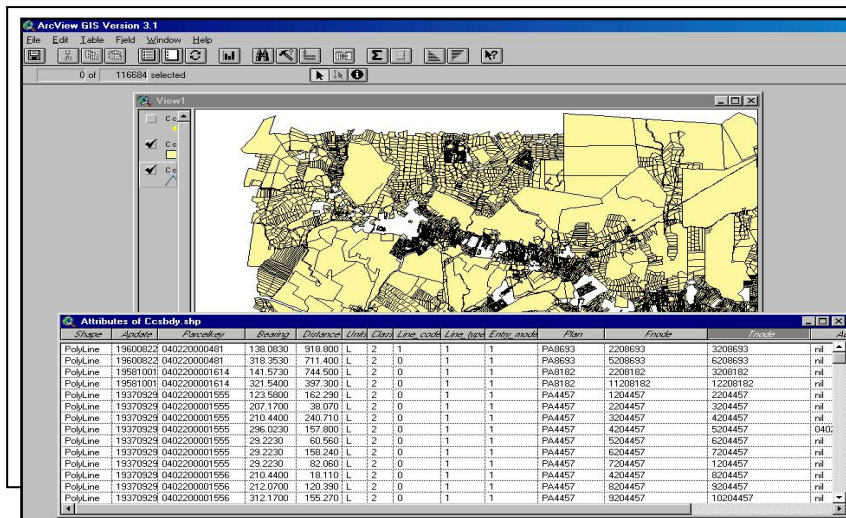 ArcView GIS Version 3.1
File Edit Table Field Window Help
0 of 116684 selected
View1
Attributes of Ccsbdy.shp
Shape Apdate Parcelkey Bearing Distance Units Class Line_code Line_type Entry_mode Plan Fnode Tnode
PolyLine 19600822 040220000481 138.0830 918.800 L 2 1 1 1 PA8693 2208693 3208693 nil
PolyLine 19600822 040220000481 318.3530 711.400 L 2 0 1 1 PA8693 5208693 6208693 nil
PolyLine 19581001 0402200001614 141.5730 744.500 L 2 1 1 1 PA8182 2208182 3208182 nil
PolyLine 19581001 0402200001614 321.5400 397.300 L 2 0 1 1 PA8182 11208182 12208182 nil
PolyLine 19370929 0402200001555 123.5800 162.290 L 2 0 1 1 PA4457 1204457 2204457 nil
PolyLine 19370929 0402200001555 207.1700 38.070 L 2 0 1 1 PA4457 2204457 3204457 nil
PolyLine 19370929 0402200001555 210.4400 240.710 L 2 0 1 1 PA4457 3204457 4204457 nil
PolyLine 19370929 0402200001555 296.0230 157.800 L 2 0 1 1 PA4457 4204457 5204457
PolyLine 19370929 0402200001555 29.2230 60.560 L 2 0 1 1 PA4457 5204457 6204457 nil
PolyLine 19370929 0402200001555 29.2230 158.240 L 2 0 1 1 PA4457 6204457 7204457 nil
PolyLine 19370929 0402200001555 29.2230 82.060 L 2 0 1 1 PA4457 7204457 1204457 nil
PolyLine 19370929 0402200001556 210.4400 18.110 L 2 0 1 1 PA4457 4204457 8204457 nil
PolyLine 19370929 0402200001556 212.0700 120.390 L 2 0 1 1 PA4457 8204457 9204457 nil
PolyLine 19370929 0402200001556 312.1700 155.270 L 2 0 1 1 PA4457 9204457 10204457 nil